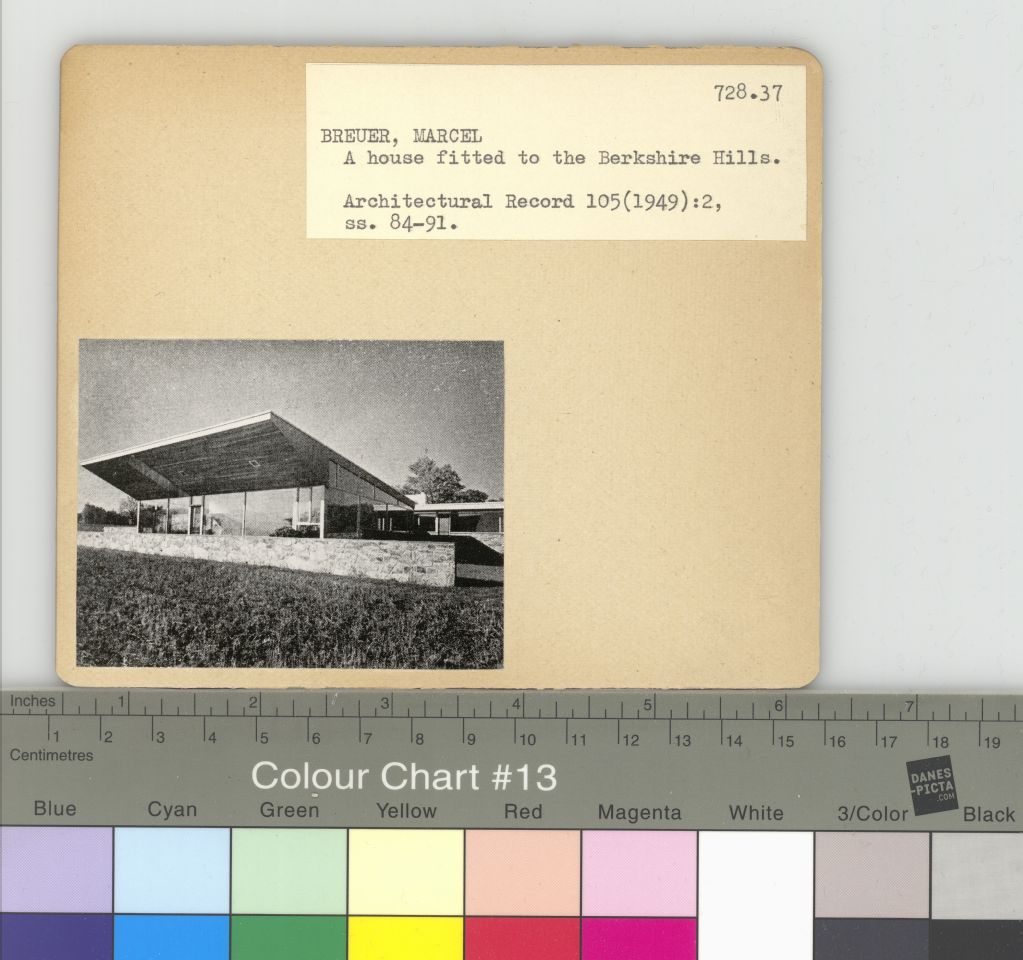 728.37
BREUER, MARCEL
A house fitted to the Berkshire Hills.
Architectural Record 105(1949):2,
ss. 84-91.
Inches 1 2 3 4 5 6 7
1 2 3 4 5 6 7 8 9 10 11 12 13 14 15 16 17 18 19
Centimetres
Colour Chart #13
DANES
-PICTA
.COM
Blue Cyan Green Yellow Red Magenta White 3/Color Black